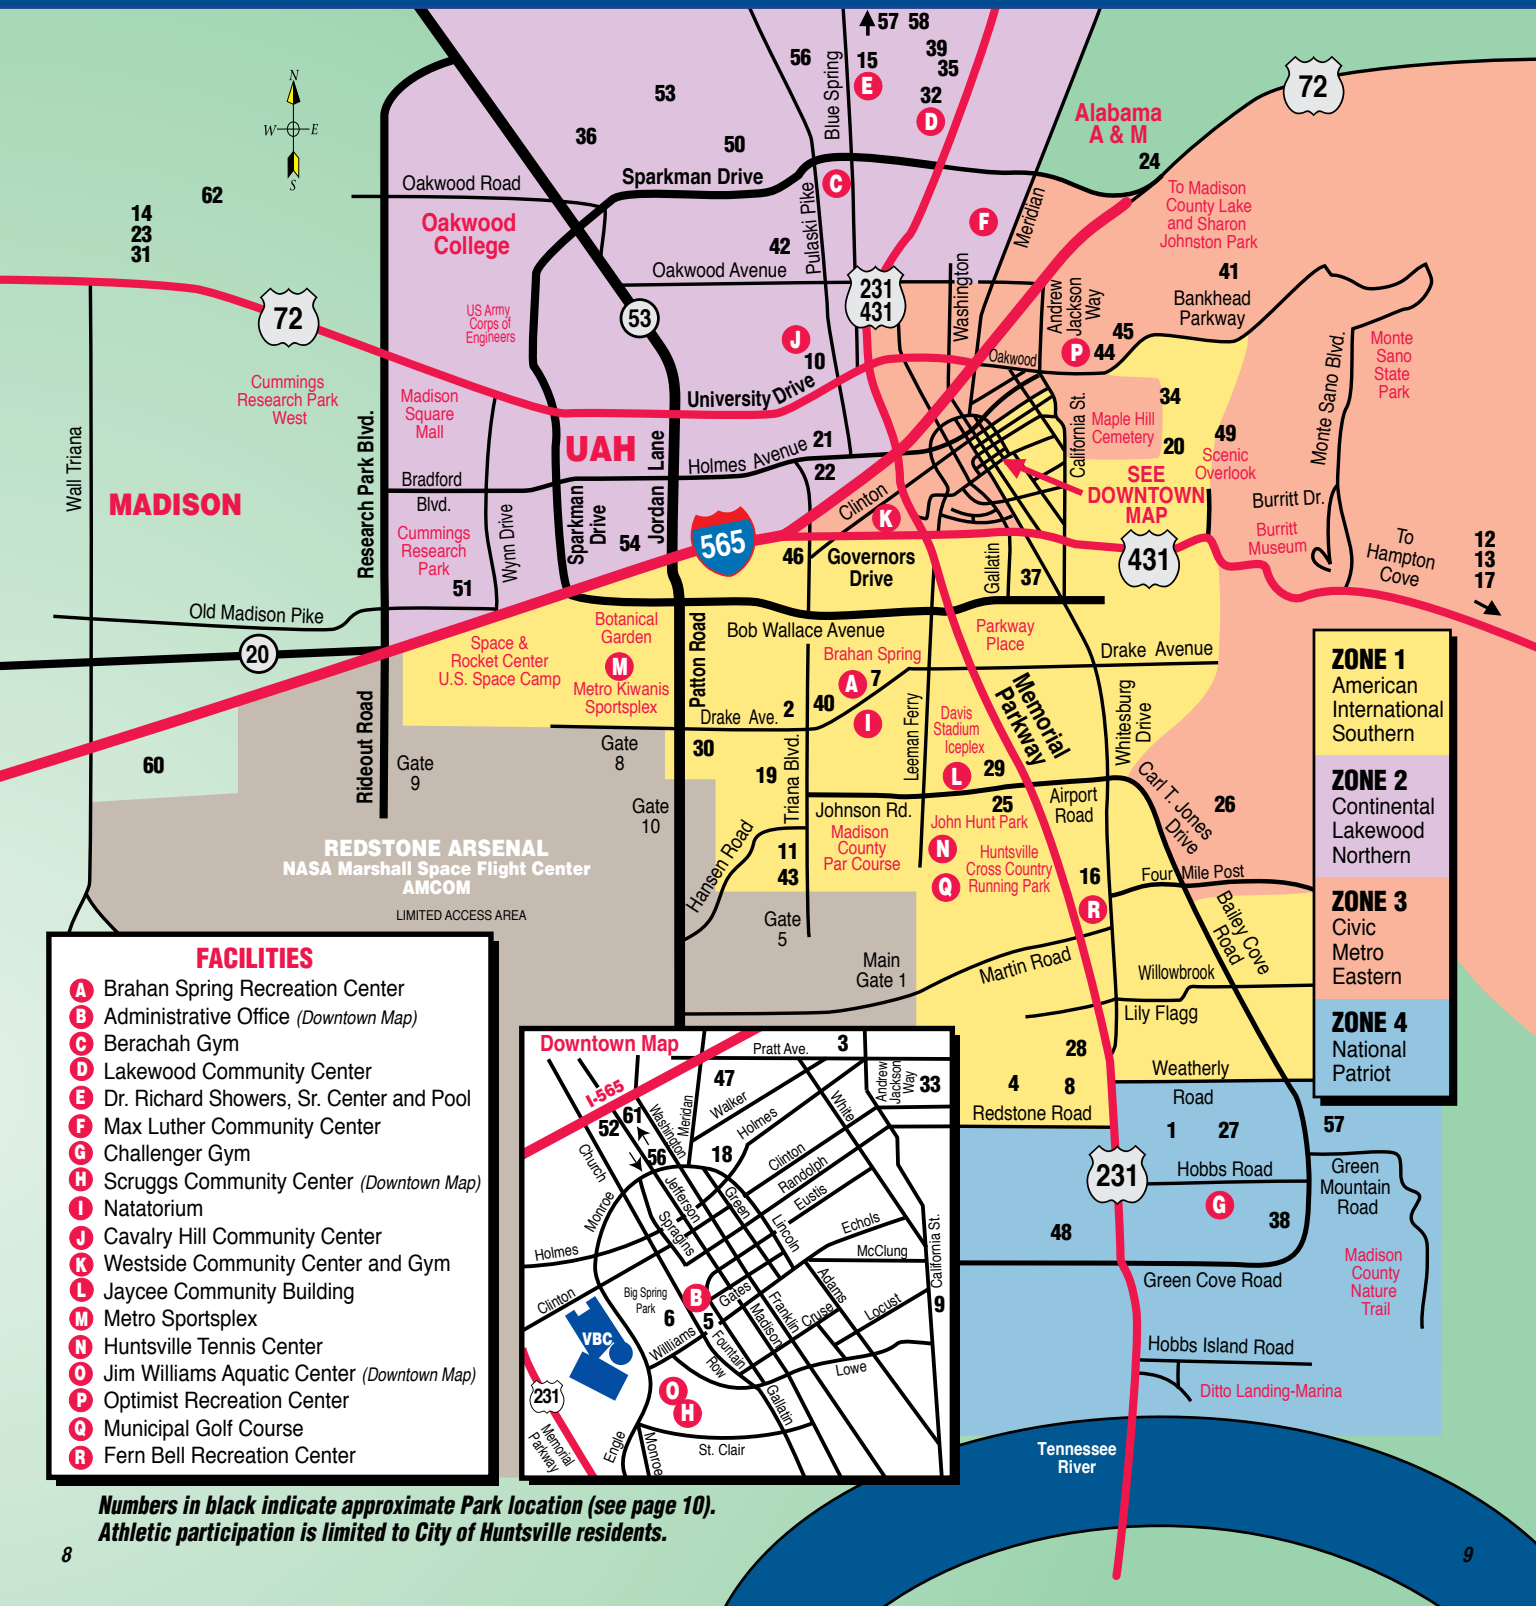 57 58
56
15
39
35
E
Blue Spring
53
32
D
72
Alabama
A & M
36
50
24
N
W
E
S
62
14
23
31
Oakwood Road
Sparkman Drive
C
Pulaski Pike
F
Meridian
To Madison
County Lake
and Sharon
Johnston Park
Oakwood
College
42
Oakwood Avenue
Washington
41
Bankhead
Parkway
231
431
Andrew
Jackson
Way
72
US Army
Corps of
Engineers
53
J
10
45
P
44
Oakwood
Monte
Sano
State
Park
Monte Sano Blvd.
Cummings
Research Park
West
Madison
Square
Mall
University Drive
34
Maple Hill
Cemetery
California St.
Wall Triana
Research Park Blvd.
UAH
Lane
Holmes Avenue
21
22
20
49
Scenic
Overlook
SEE
DOWNTOWN
MAP
MADISON
Bradford
Blvd.
Clinton
K
Burritt Dr.
Burritt
Museum
Cummings
Research
Park
51
Wynn Drive
Sparkman
Drive
54
Jordan
565
46
Governors
Drive
Gallatin
37
431
To
Hampton
Cove
12
13
17
Old Madison Pike
20
Botanical
Garden
M
Metro Kiwanis
Sportsplex
Space &
Rocket Center
U.S. Space Camp
Patton Road
Bob Wallace Avenue
Brahan Spring
A
7
Parkway
Place
Drake Avenue
I
40
2
Drake Ave.
Rideout Road
Gate
9
Gate
8
30
19
Triana Blvd.
Leeman Ferry
Davis
Stadium
Iceplex
L
29
Memorial
Parkway
Whitesburg
Drive
60
Gate
10
Johnson Rd.
25
Airport
Road
Carl T. Jones
Drive
26
REDSTONE ARSENAL
NASA Marshall Space Flight Center
AMCOM
LIMITED ACCESS AREA
Hansen Road
11
43
Madison
County
Par Course
John Hunt Park
N
Q
Huntsville
Cross Country
Running Park
16
R
Four Mile Post
Gate
5
Main
Gate 1
Martin Road
Bailey Cove
Road
Willowbrook
Lily Flagg
28
4
8
Weatherly
Road
Redstone Road
1
27
57
231
Hobbs Road
G
38
48
Green
Mountain
Road
Green Cove Road
Madison
County
Nature
Trail
Hobbs Island Road
Ditto Landing-Marina
Tennessee
River
ZONE 1
American
International
Southern
ZONE 2
Continental
Lakewood
Northern
ZONE 3
Civic
Metro
Eastern
ZONE 4
National
Patriot
FACILITIES
A Brahan Spring Recreation Center
B Administrative Office (Downtown Map)
C Berachah Gym
D Lakewood Community Center
E Dr. Richard Showers, Sr. Center and Pool
F Max Luther Community Center
G Challenger Gym
H Scruggs Community Center (Downtown Map)
I Natatorium
J Cavalry Hill Community Center
K Westside Community Center and Gym
L Jaycee Community Building
M Metro Sportsplex
N Huntsville Tennis Center
O Jim Williams Aquatic Center (Downtown Map)
P Optimist Recreation Center
Q Municipal Golf Course
R Fern Bell Recreation Center
Downtown Map
Pratt Ave.
3
I-565
47
Andrew
Jackson
Way
33
61
52
Washington
Meridan
Walker
Holmes
White
56
18
Church
Clinton
Randolph
Eustis
Monroe
Jefferson
Green
Spragins
Lincoln
Echols
McClung
California St.
Holmes
Clinton
Big Spring
Park
B
Gates
6
5
Adams
Franklin
Madison
Cruse
Locust
9
VBC
Williams
Fountain
Row
Lowe
231
O
H
Gallatin
Memorial
Parkway
Engle
Monroe
St. Clair
Numbers in black indicate approximate Park location (see page 10).
Athletic participation is limited to City of Huntsville residents.
8
9